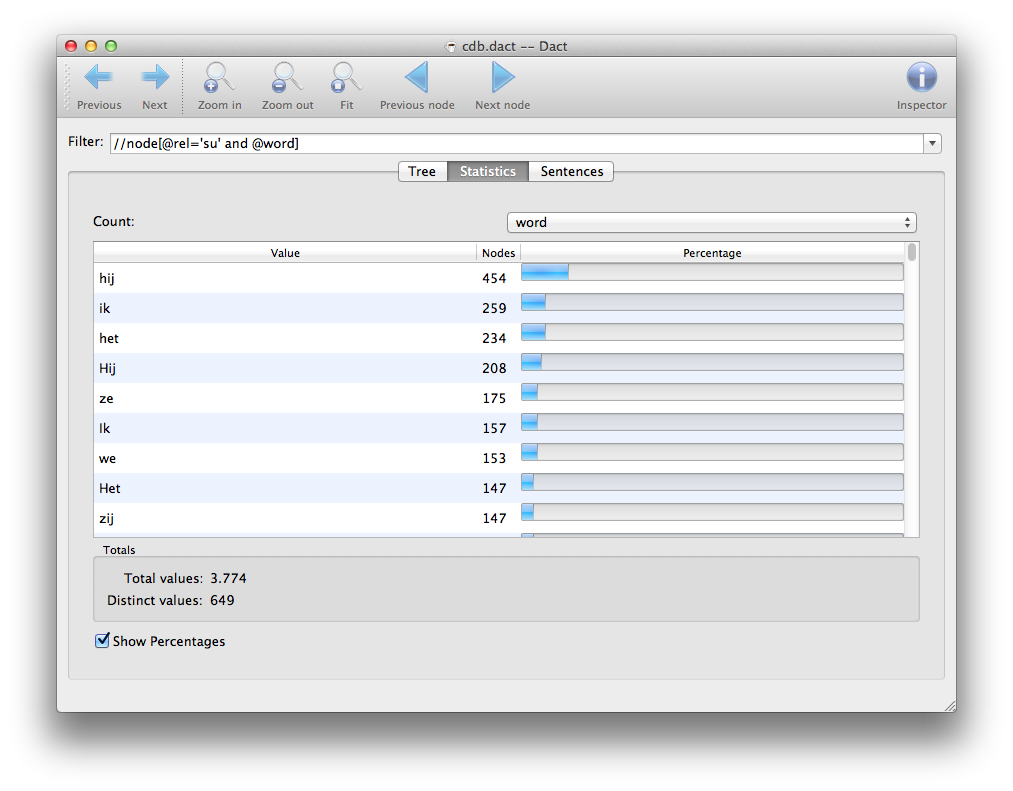 cdb.dact -- Dact
Previous Next Zoom in Zoom out Fit Previous node Next node Inspector
Filter: //node[@rel='su' and @word]
Tree Statistics Sentences
Count: word
Value Nodes Percentage
hij 454
ik 259
het 234
Hij 208
ze 175
Ik 157
we 153
Het 147
zij 147
Totals
Total values: 3.774
Distinct values: 649
Show Percentages